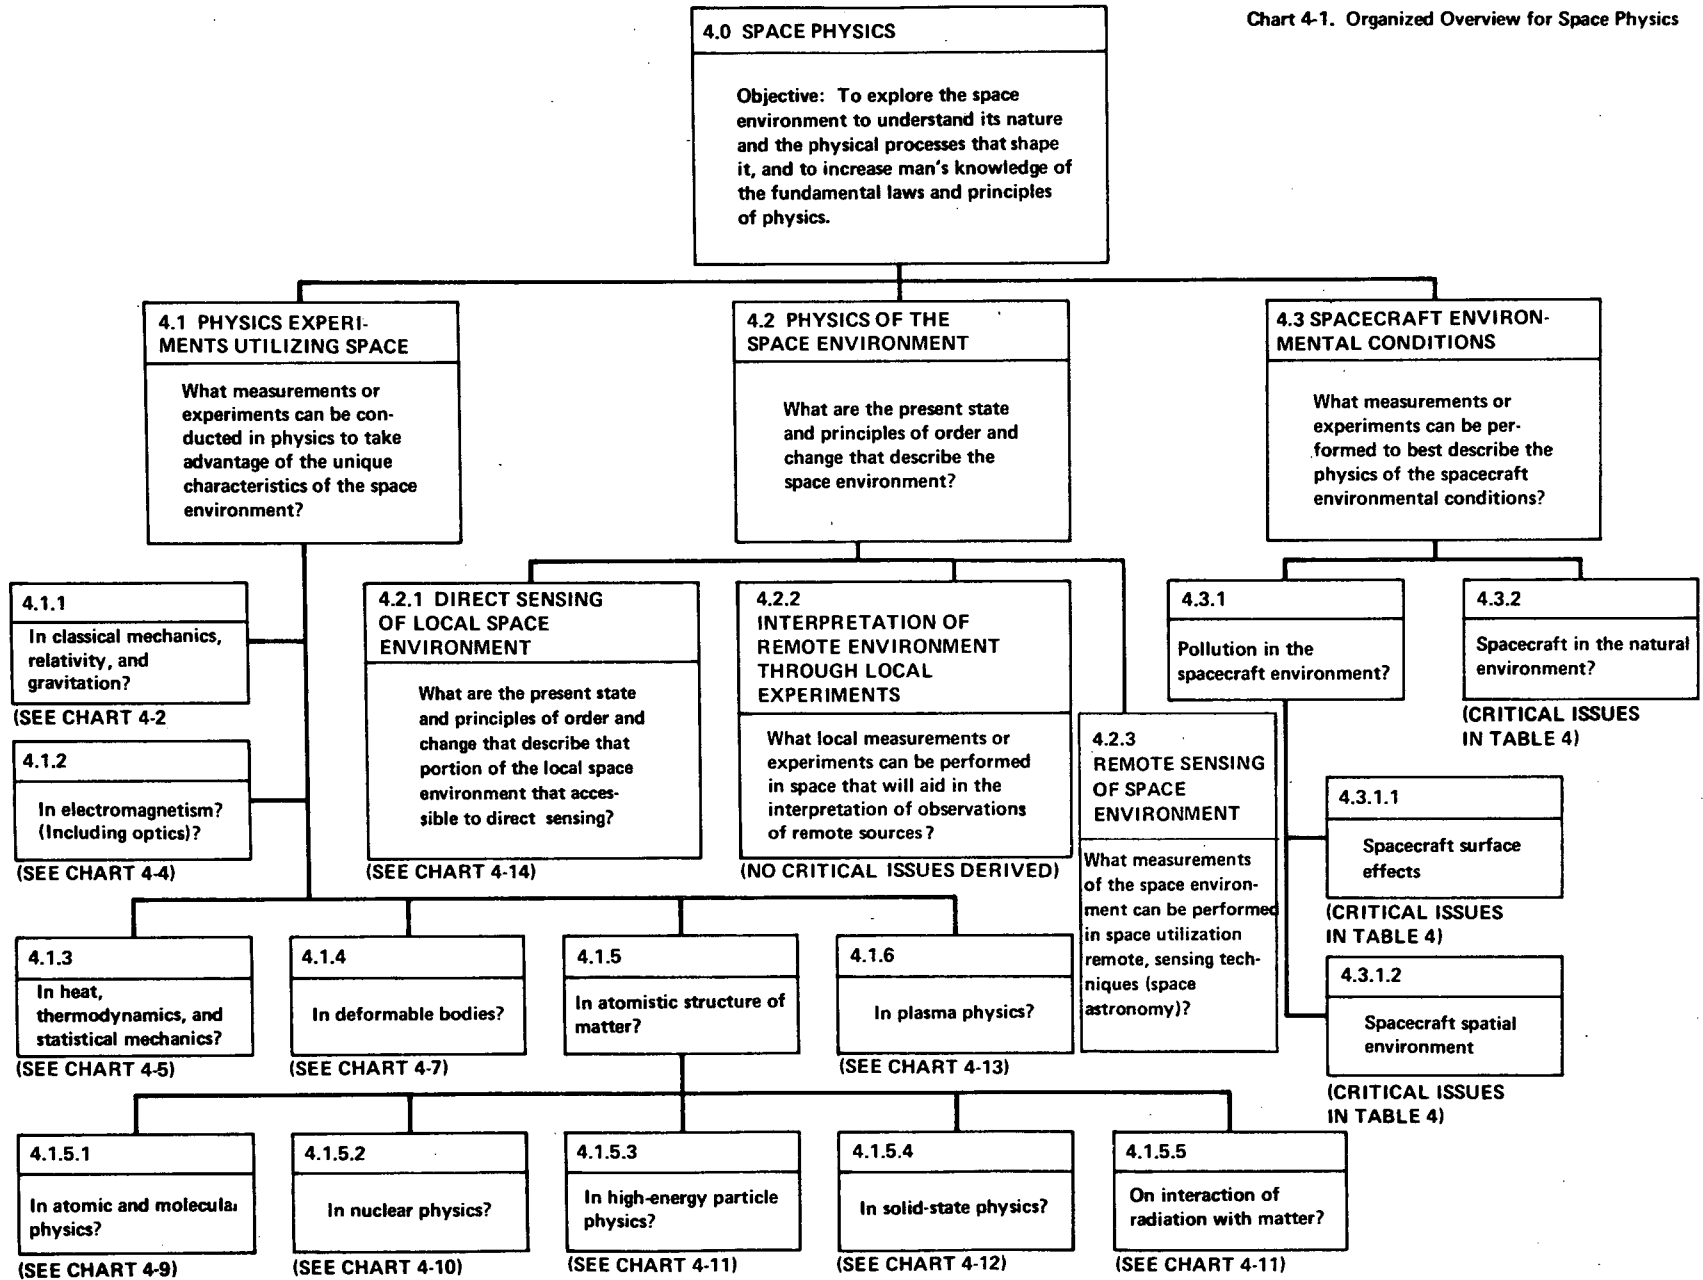 Chart 4-1. Organized Overview for Space Physics
4.0 SPACE PHYSICS
Objective: To explore the space
environment to understand its nature
and the physical processes that shape
it, and to increase man's knowledge of
the fundamental laws and principles
of physics.
4.1 PHYSICS EXPERI-
MENTS UTILIZING SPACE
What measurements or
experiments can be con-
ducted in physics to take
advantage of the unique
characteristics of the space
environment?
4.2 PHYSICS OF THE
SPACE ENVIRONMENT
What are the present state
and principles of order and
change that describe the
space environment?
4.3 SPACECRAFT ENVIRON-
MENTAL CONDITIONS
What measurements or
experiments can be per-
formed to best describe the
physics of the spacecraft
environmental conditions?
4.1.1
In classical mechanics,
relativity, and
gravitation?
(SEE CHART 4-2
4.1.2
In electromagnetism?
(Including optics)?
(SEE CHART 4-4)
4.2.1 DIRECT SENSING
OF LOCAL SPACE
ENVIRONMENT
What are the present state
and principles of order and
change that describe that
portion of the local space
environment that acces-
sible to direct sensing?
(SEE CHART 4-14)
4.2.2
INTERPRETATION OF
REMOTE ENVIRONMENT
THROUGH LOCAL
EXPERIMENTS
What local measurements or
experiments can be performed
in space that will aid in the
interpretation of observations
of remote sources?
(NO CRITICAL ISSUES DERIVED)
4.2.3
REMOTE SENSING
OF SPACE
ENVIRONMENT
What measurements
of the space environ-
ment can be performed
in space utilization
remote, sensing tech-
niques (space
astronomy)?
4.3.1
Pollution in the
spacecraft environment?
4.3.2
Spacecraft in the natural
environment?
(CRITICAL ISSUES
IN TABLE 4)
4.3.1.1
Spacecraft surface
effects
(CRITICAL ISSUES
IN TABLE 4)
4.3.1.2
Spacecraft spatial
environment
(CRITICAL ISSUES
IN TABLE 4)
4.1.3
In heat,
thermodynamics, and
statistical mechanics?
(SEE CHART 4-5)
4.1.4
In deformable bodies?
(SEE CHART 4-7)
4.1.5
In atomistic structure of
matter?
4.1.6
In plasma physics?
(SEE CHART 4-13)
4.1.5.1
In atomic and molecular
physics?
(SEE CHART 4-9)
4.1.5.2
In nuclear physics?
(SEE CHART 4-10)
4.1.5.3
In high-energy particle
physics?
(SEE CHART 4-11)
4.1.5.4
In solid-state physics?
(SEE CHART 4-12)
4.1.5.5
On interaction of
radiation with matter?
(SEE CHART 4-11)